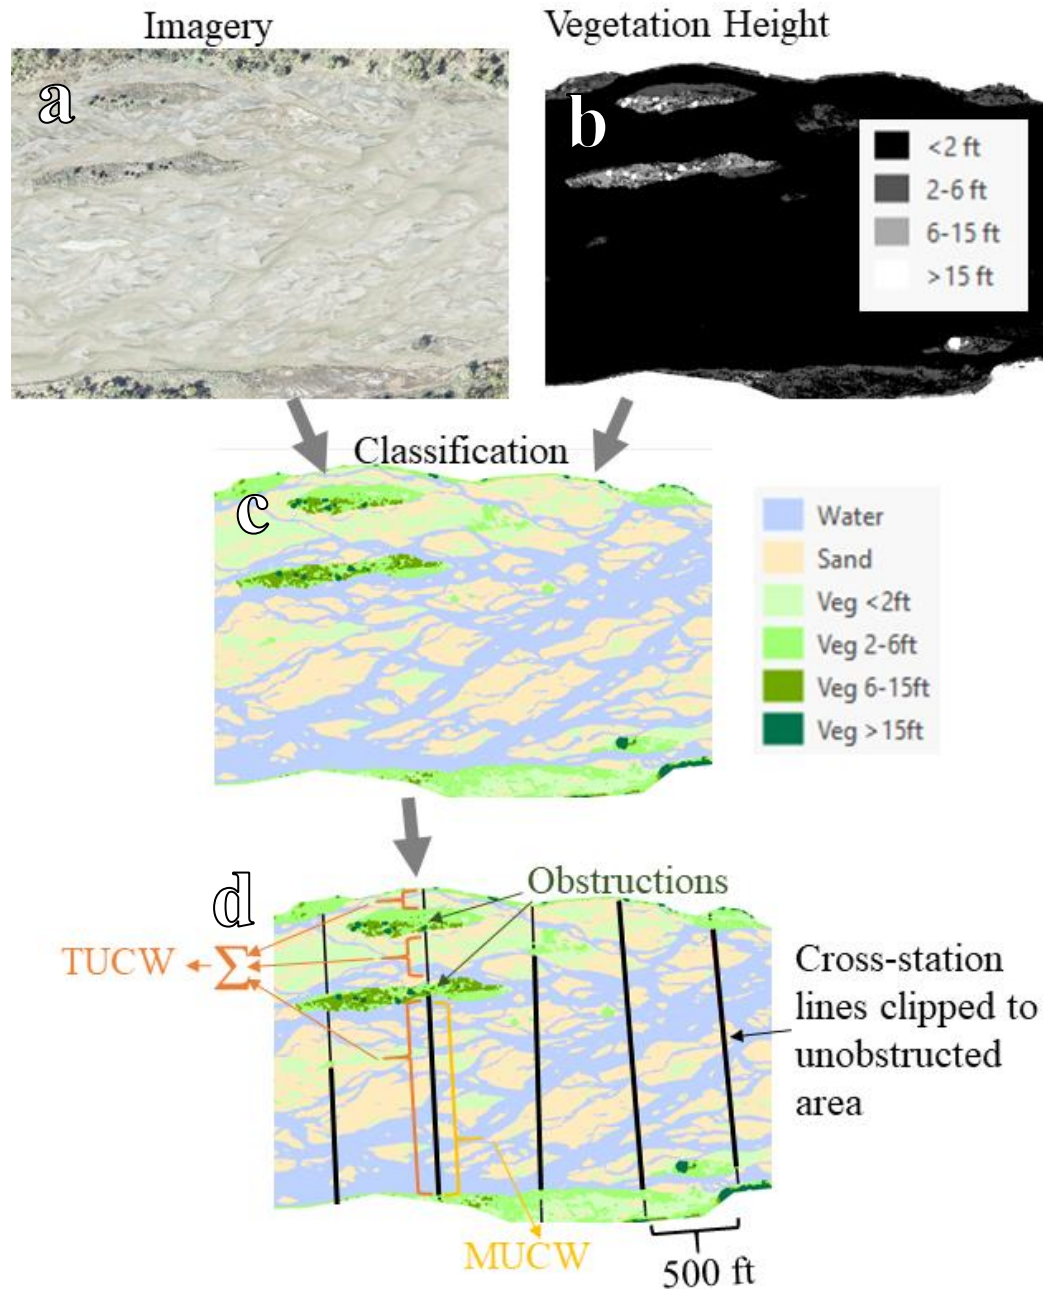 Imagery
Vegetation Height
a
b
<2 ft
2-6 ft
6-15 ft
>15 ft
Classification
c
Water
Sand
Veg <2ft
Veg 2-6ft
Veg 6-15ft
Veg >15ft
d
Obstructions
TUCW
Σ
Cross-station
lines clipped to
unobstructed
area
MUCW
500 ft